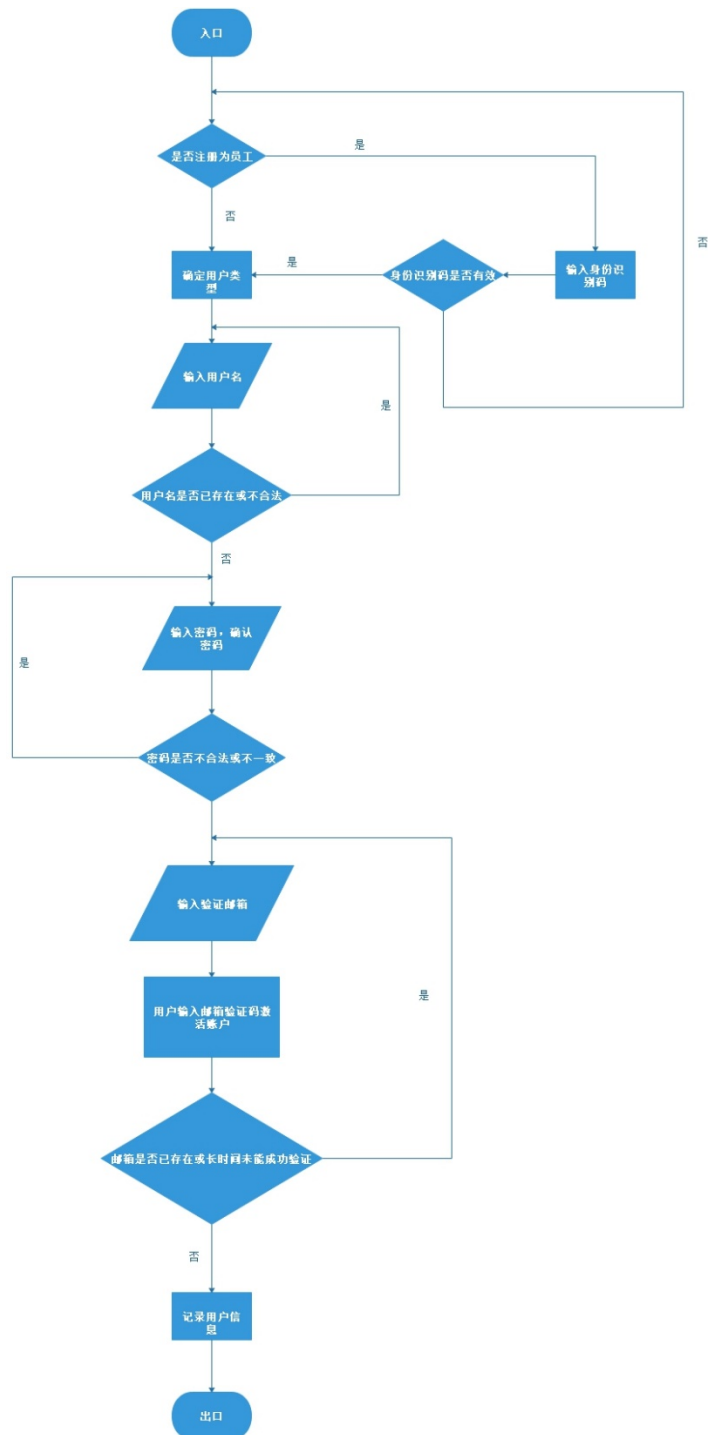 入口
是否注册为员工
是
否
否
确定用户类
型
是
身份识别码是否有效
输入身份识
别码
输入用户名
是
用户名是否已存在或不合法
否
输入密码，确认
密码
是
密码是否不合法或不一致
输入验证邮箱
用户输入邮箱验证码激
活账户
是
邮箱是否已存在或长时间未能成功验证
否
记录用户信
息
出口